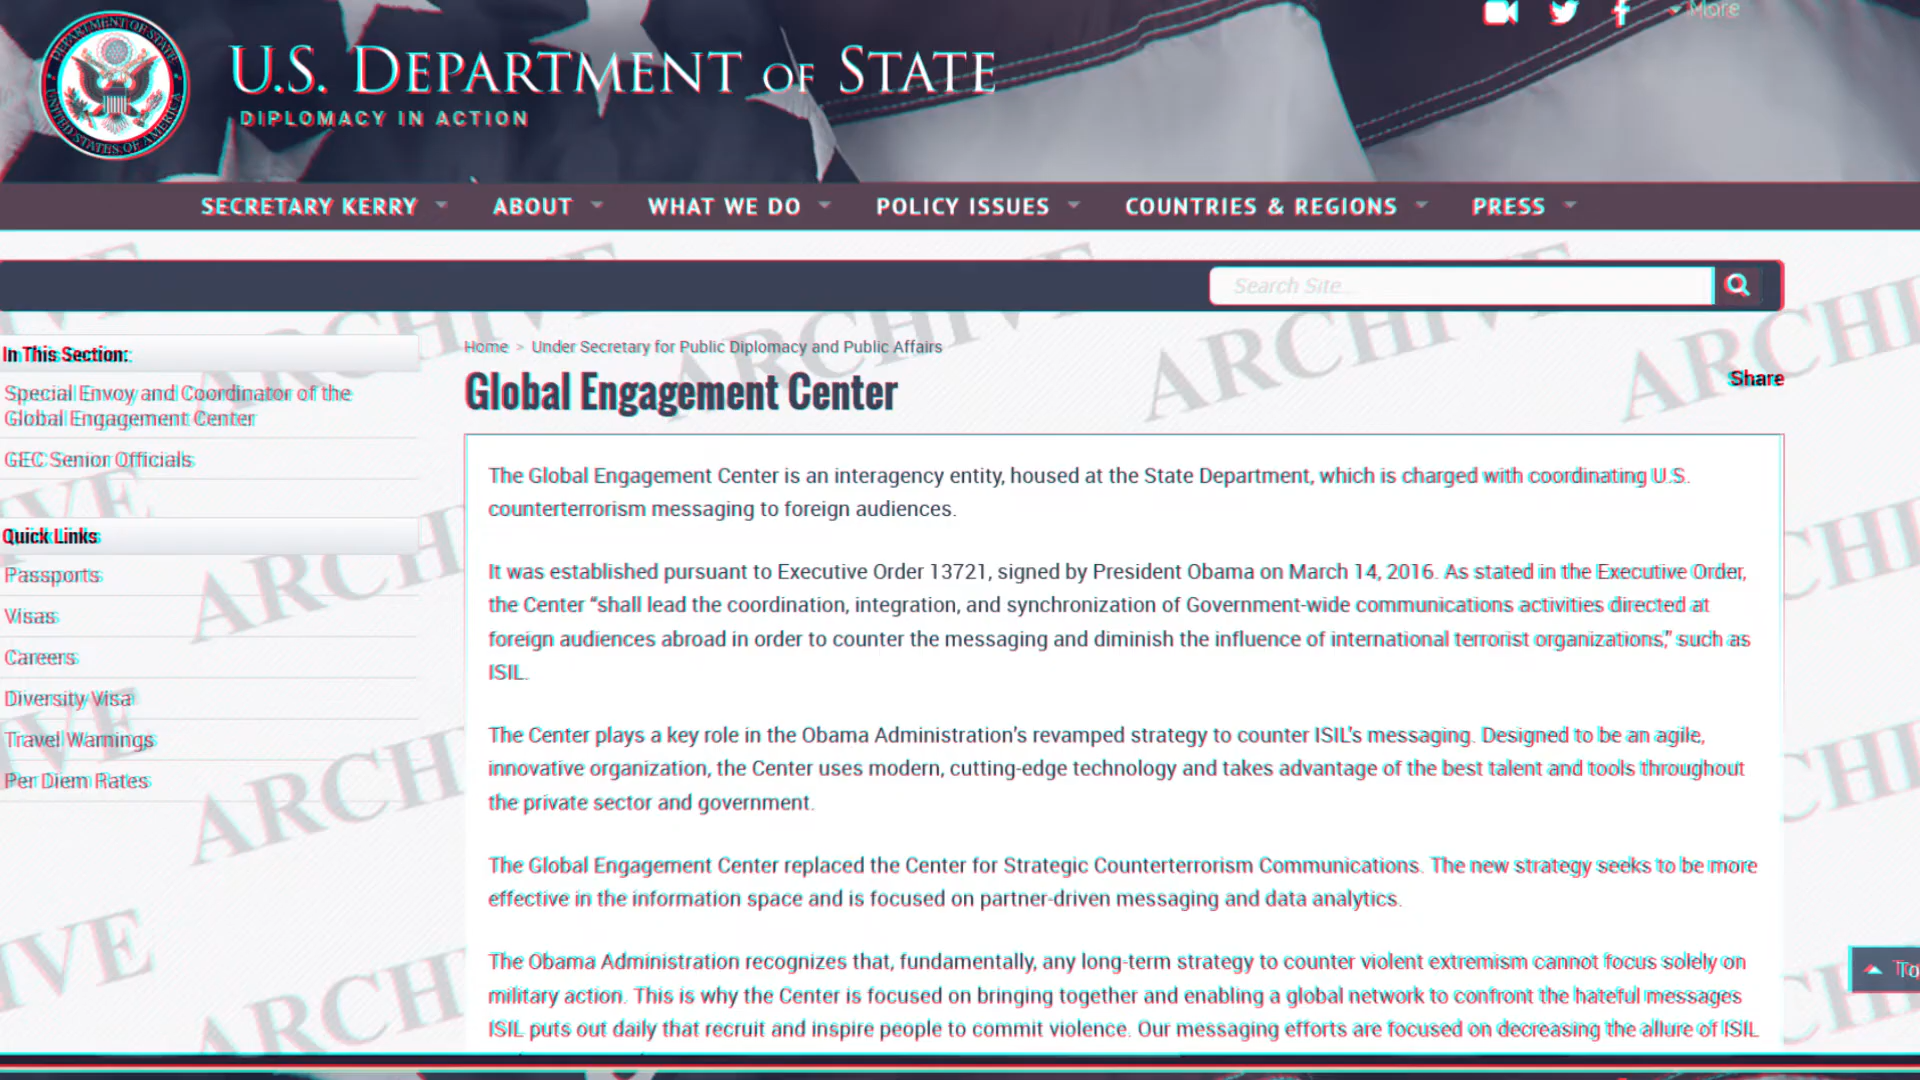 More
U.S. DEPARTMENT OF STATE
DIPLOMACY IN ACTION
DEPARTMENT OF STATE
UNITED STATES OF AMERICA
SECRETARY KERRY
ABOUT
WHAT WE DO
POLICY ISSUES
COUNTRIES & REGIONS
PRESS
Search Site...
In This Section:
Special Envoy and Coordinator of the
Global Engagement Center
GEC Senior Officials
Quick Links
Passports
Visas
Careers
Diversity Visa
Travel Warnings
Per Diem Rates
Home > Under Secretary for Public Diplomacy and Public Affairs
Global Engagement Center
Share
The Global Engagement Center is an interagency entity, housed at the State Department, which is charged with coordinating U.S.
counterterrorism messaging to foreign audiences.
It was established pursuant to Executive Order 13721, signed by President Obama on March 14, 2016. As stated in the Executive Order,
the Center “shall lead the coordination, integration, and synchronization of Government-wide communications activities directed at
foreign audiences abroad in order to counter the messaging and diminish the influence of international terrorist organizations,” such as
ISIL.
The Center plays a key role in the Obama Administration's revamped strategy to counter ISIL's messaging. Designed to be an agile,
innovative organization, the Center uses modern, cutting-edge technology and takes advantage of the best talent and tools throughout
the private sector and government.
The Global Engagement Center replaced the Center for Strategic Counterterrorism Communications. The new strategy seeks to be more
effective in the information space and is focused on partner-driven messaging and data analytics.
The Obama Administration recognizes that, fundamentally, any long-term strategy to counter violent extremism cannot focus solely on
military action. This is why the Center is focused on bringing together and enabling a global network to confront the hateful messages
ISIL puts out daily that recruit and inspire people to commit violence. Our messaging efforts are focused on decreasing the allure of ISIL
To
ARCHIVE
ARCHIVE
ARCHIVE
ARCHIVE